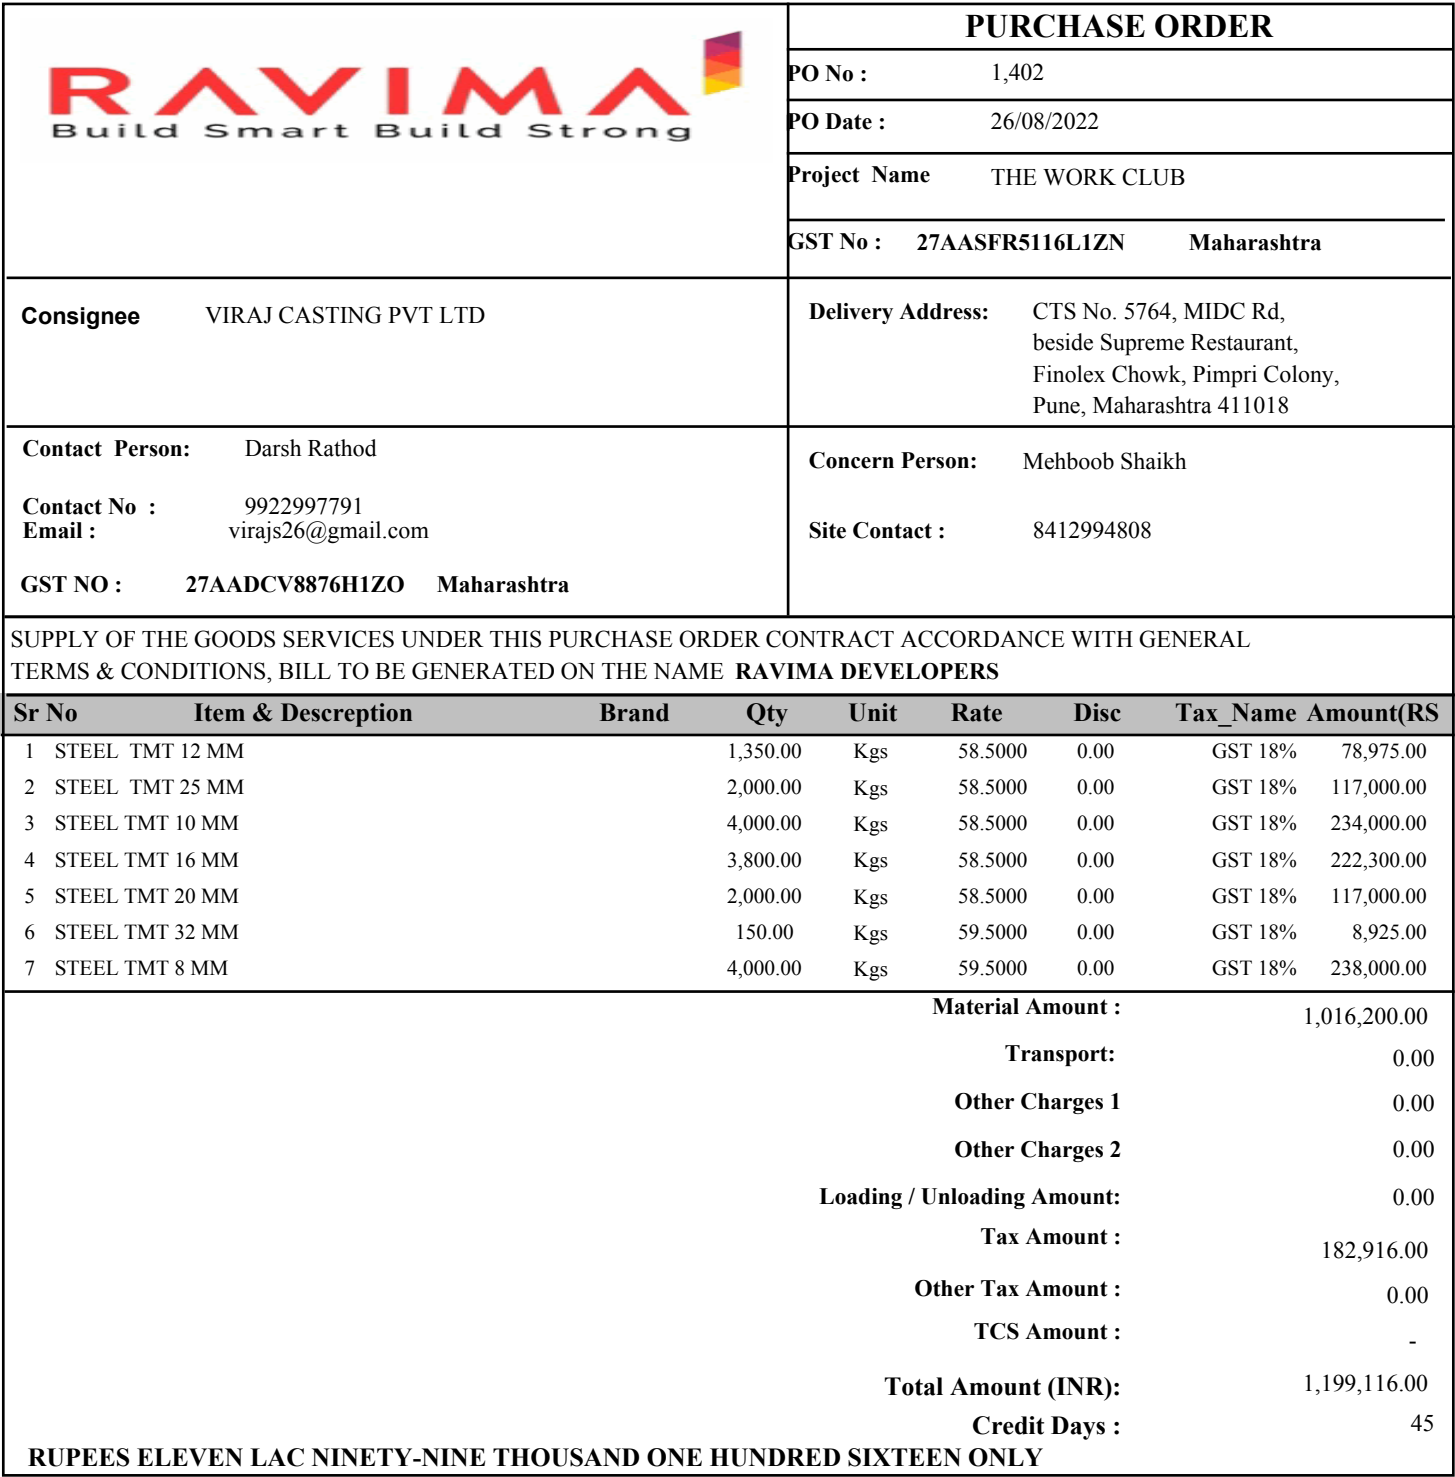 RAVIMA
Build Smart Build Strong
PURCHASE ORDER
PO No : 1,402
PO Date : 26/08/2022
Project Name THE WORK CLUB
GST No : 27AASFR5116L1ZN Maharashtra
Consignee VIRAJ CASTING PVT LTD
Delivery Address: CTS No. 5764, MIDC Rd,
beside Supreme Restaurant,
Finolex Chowk, Pimpri Colony,
Pune, Maharashtra 411018
Contact Person: Darsh Rathod
Contact No : 9922997791
Email : virajs26@gmail.com
GST NO : 27AADCV8876H1ZO Maharashtra
Concern Person: Mehboob Shaikh
Site Contact : 8412994808
SUPPLY OF THE GOODS SERVICES UNDER THIS PURCHASE ORDER CONTRACT ACCORDANCE WITH GENERAL
TERMS & CONDITIONS, BILL TO BE GENERATED ON THE NAME RAVIMA DEVELOPERS
Sr No Item & Descreption Brand Qty Unit Rate Disc Tax_Name Amount(RS
1 STEEL TMT 12 MM 1,350.00 Kgs 58.5000 0.00 GST 18% 78,975.00
2 STEEL TMT 25 MM 2,000.00 Kgs 58.5000 0.00 GST 18% 117,000.00
3 STEEL TMT 10 MM 4,000.00 Kgs 58.5000 0.00 GST 18% 234,000.00
4 STEEL TMT 16 MM 3,800.00 Kgs 58.5000 0.00 GST 18% 222,300.00
5 STEEL TMT 20 MM 2,000.00 Kgs 58.5000 0.00 GST 18% 117,000.00
6 STEEL TMT 32 MM 150.00 Kgs 59.5000 0.00 GST 18% 8,925.00
7 STEEL TMT 8 MM 4,000.00 Kgs 59.5000 0.00 GST 18% 238,000.00
Material Amount : 1,016,200.00
Transport: 0.00
Other Charges 1 0.00
Other Charges 2 0.00
Loading / Unloading Amount: 0.00
Tax Amount : 182,916.00
Other Tax Amount : 0.00
TCS Amount : -
Total Amount (INR): 1,199,116.00
Credit Days : 45
RUPEES ELEVEN LAC NINETY-NINE THOUSAND ONE HUNDRED SIXTEEN ONLY